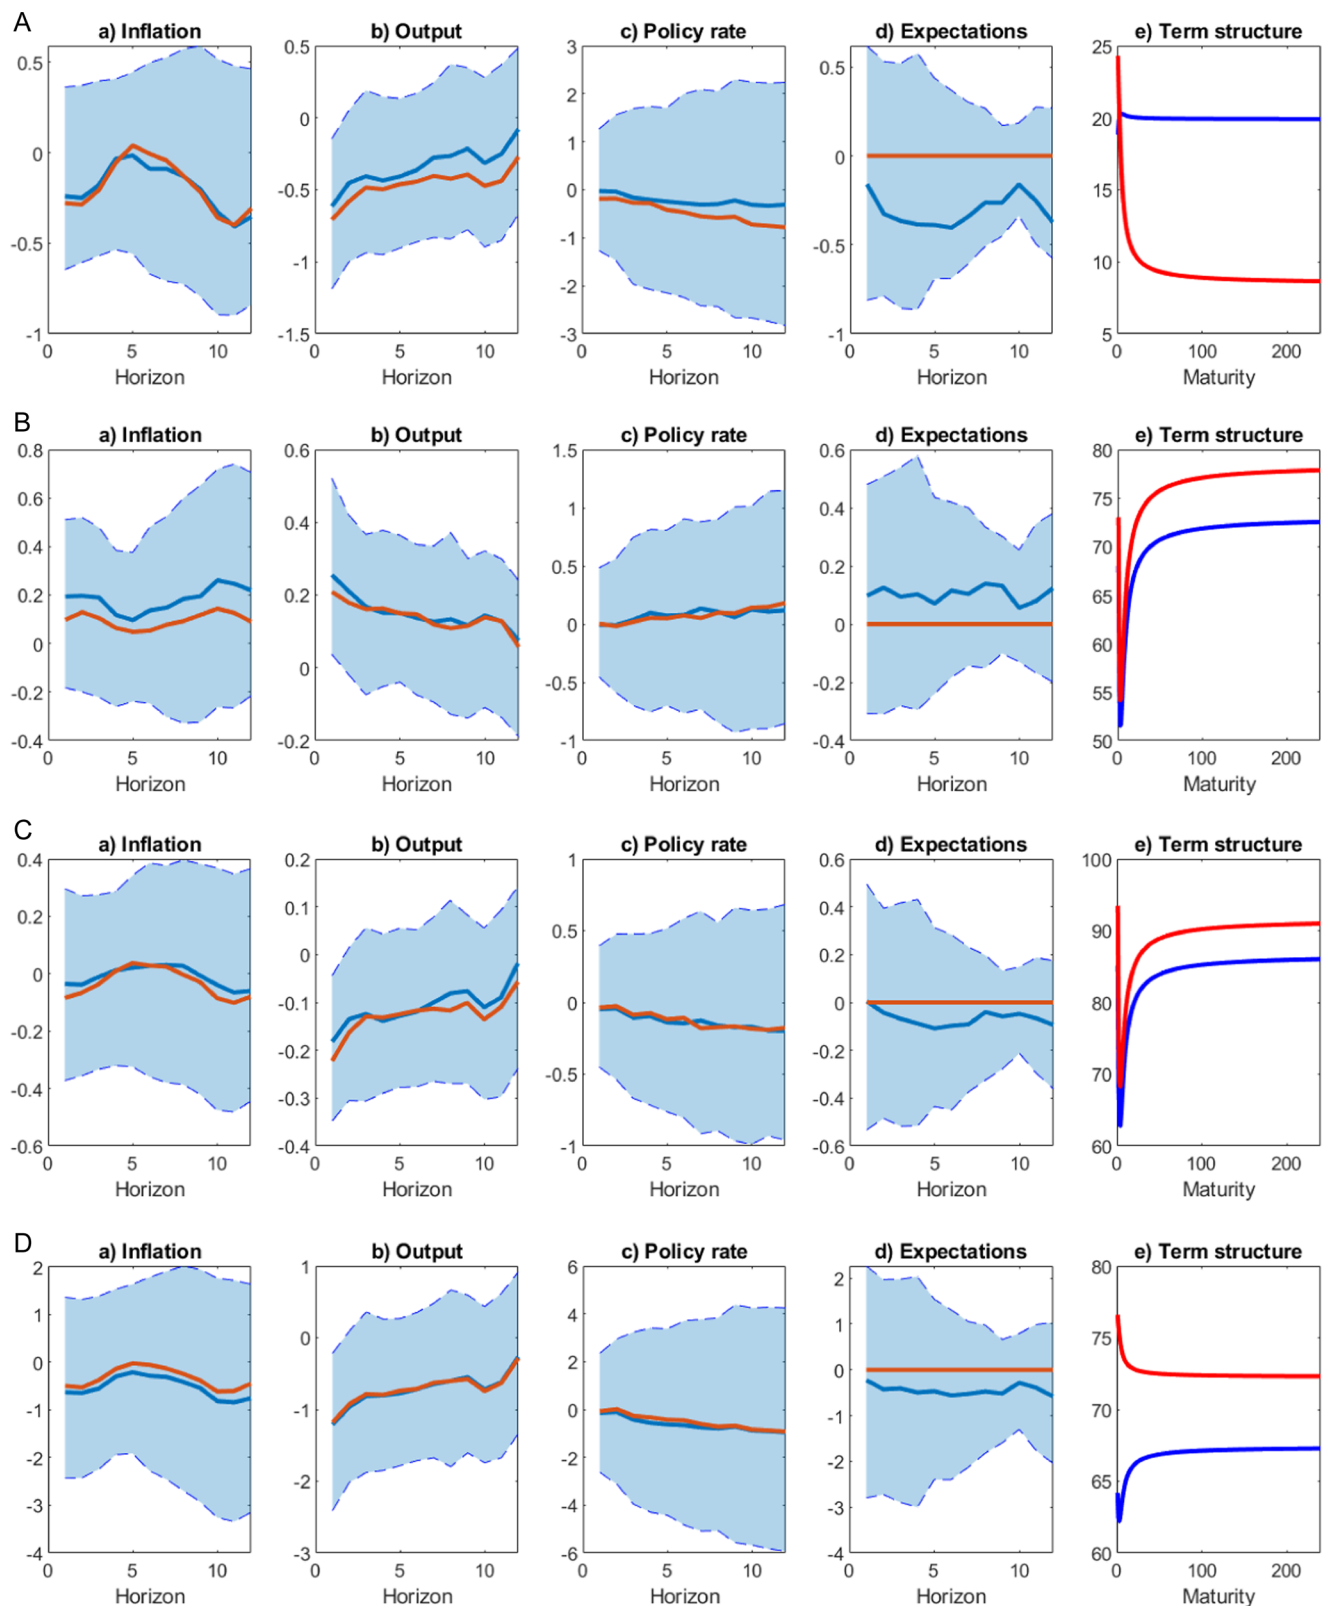 A
a) Inflation b) Output c) Policy rate d) Expectations e) Term structure
0.5 0.5 3 0.5 25
0 0 2 0 20
-0.5 -0.5 1 -0.5 15
-1 -1 0 -1 10
-1.5 -1 5
-2
-3
0 5 10 0 5 10 0 5 10 0 5 10 0 100 200
Horizon Horizon Horizon Horizon Maturity
B
a) Inflation b) Output c) Policy rate d) Expectations e) Term structure
0.8 0.6 1.5 0.6 80
0.6 0.4 1 0.4 75
0.4 0.2 0.5 0.2 70
0.2 0 0 0 65
0 -0.2 -0.5 -0.2 60
-0.2 -1 -0.4 55
-0.4 50
0 5 10 0 5 10 0 5 10 0 5 10 0 100 200
Horizon Horizon Horizon Horizon Maturity
C
a) Inflation b) Output c) Policy rate d) Expectations e) Term structure
0.4 0.2 1 0.6 100
0.2 0.1 0.5 0.4 90
0 0 0 0.2 80
-0.2 -0.1 -0.5 0 70
-0.4 -0.2 -1 -0.2 60
-0.6 -0.3 -0.4
-0.4 -0.6
0 5 10 0 5 10 0 5 10 0 5 10 0 100 200
Horizon Horizon Horizon Horizon Maturity
D
a) Inflation b) Output c) Policy rate d) Expectations e) Term structure
2 1 6 2 80
1 0 4 1 75
0 -1 2 0 70
-1 -2 0 -1 65
-2 -3 -2 -2 60
-3 -4 -3
-4 -6 -4
0 5 10 0 5 10 0 5 10 0 5 10 0 100 200
Horizon Horizon Horizon Horizon Maturity